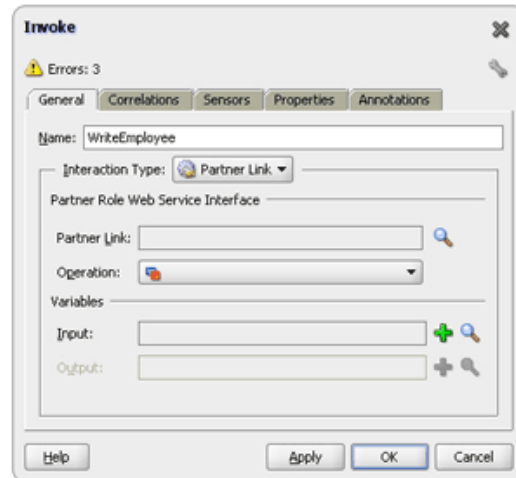 Invoke
Errors: 3
General Correlations Sensors Properties Annotations
Name: WriteEmployee
Interaction Type: Partner Link
Partner Role Web Service Interface
Partner Link:
Operation:
Variables
Input:
Output:
Help Apply OK Cancel